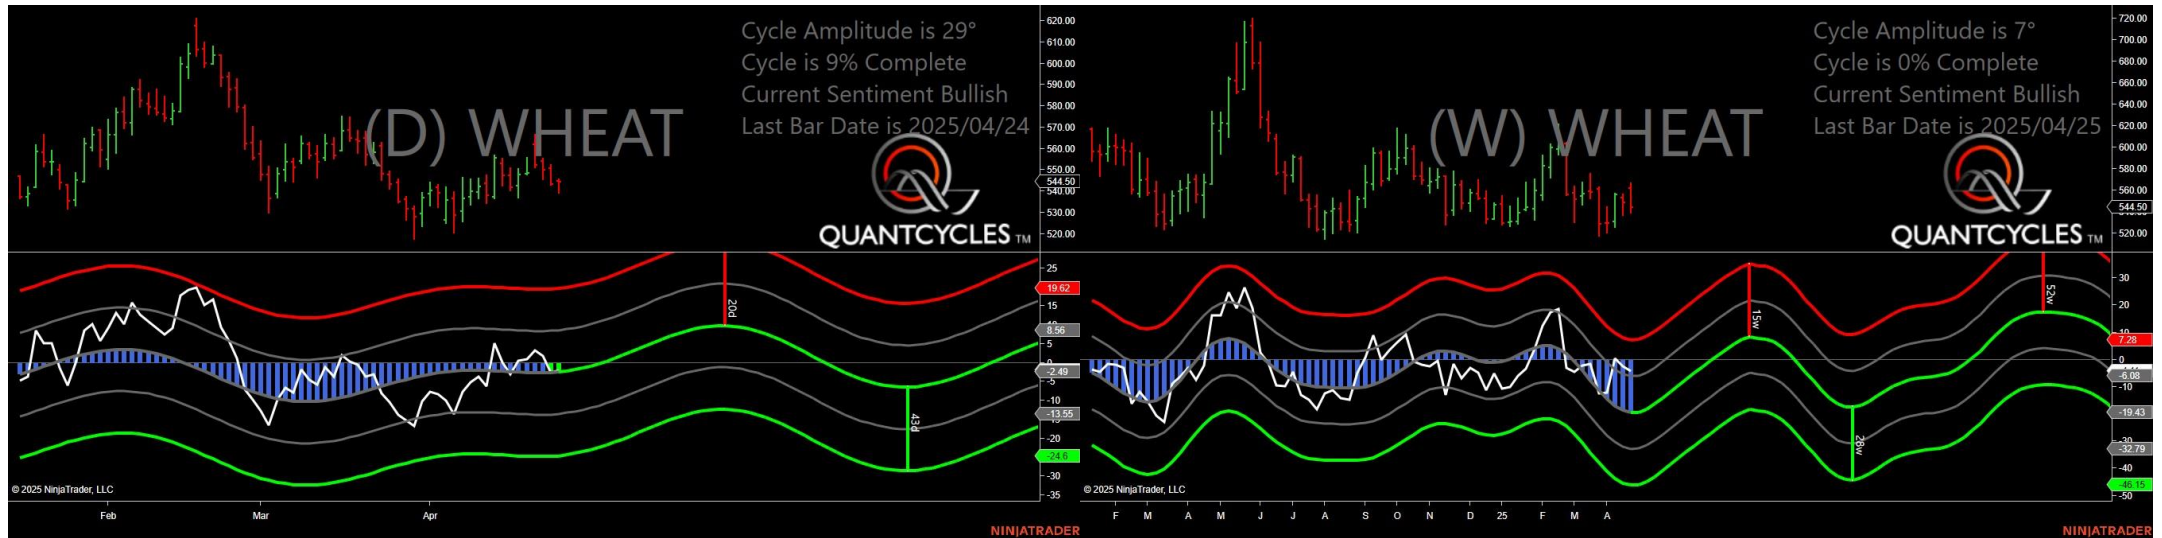 Cycle Amplitude is 29°
Cycle is 9% Complete
Current Sentiment Bullish
Last Bar Date is 2025/04/24
(D) WHEAT
QUANTCYCLES TM
620.00
610.00
600.00
590.00
580.00
570.00
560.00
550.00
544.50
540.00
530.00
520.00
25
19.62
15
8.56
5
0
-2.49
-5
-10
-13.55
-20
-24.6
-30
-35
20d
43d
© 2025 NinjaTrader, LLC
Feb
Mar
Apr
NINJATRADER
Cycle Amplitude is 7°
Cycle is 0% Complete
Current Sentiment Bullish
Last Bar Date is 2025/04/25
(W) WHEAT
QUANTCYCLES TM
720.00
700.00
680.00
660.00
640.00
620.00
600.00
580.00
560.00
544.50
520.00
30
20
10
7.28
0
-6.08
-10
-19.43
-30
-32.79
-40
-46.15
-50
15w
28w
52w
© 2025 NinjaTrader, LLC
F
M
A
M
J
J
A
S
O
N
D
25
F
M
A
NINJATRADER